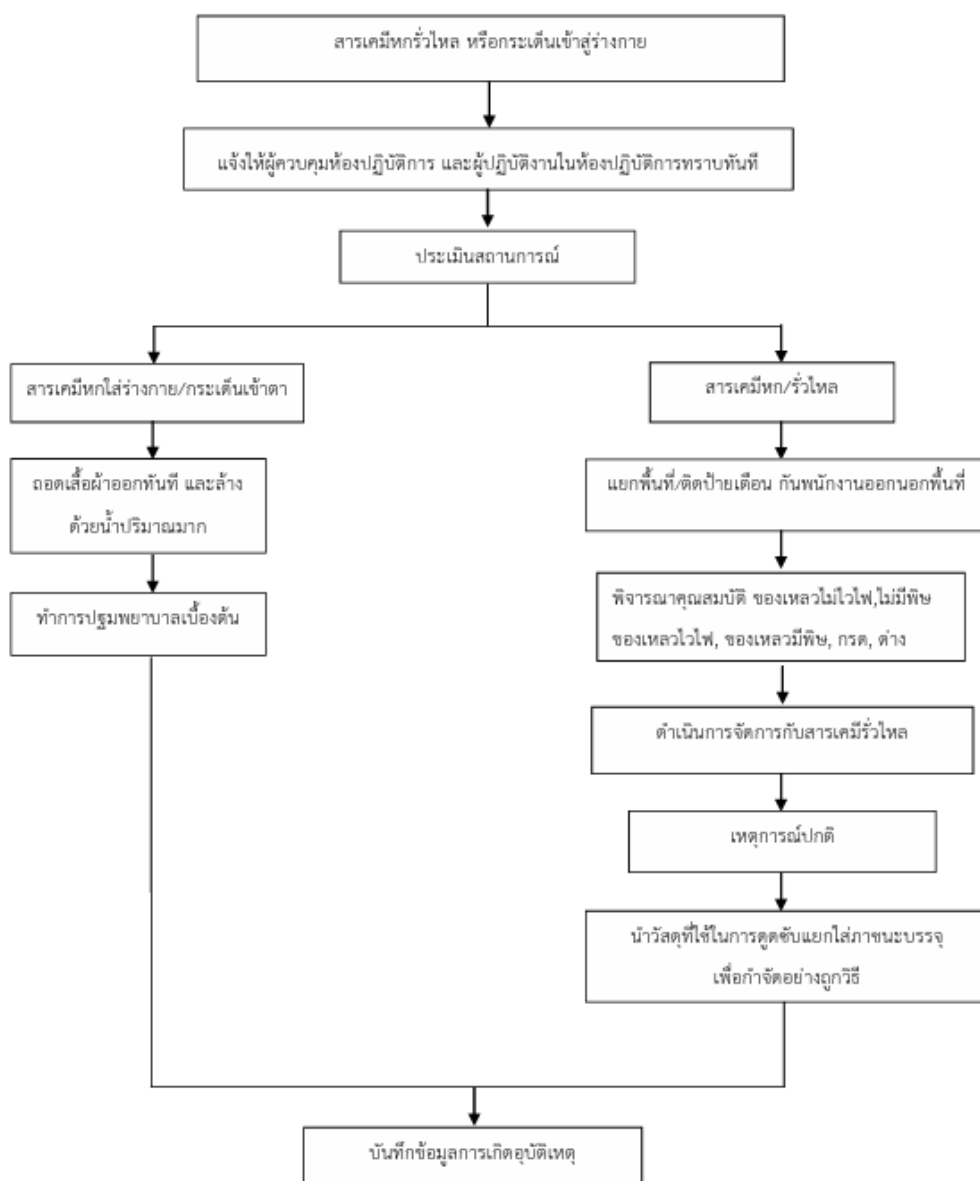 สารเคมีหกรั่วไหล หรือกระเด็นเข้าสู่ร่างกาย
แจ้งให้ผู้ควบคุมห้องปฏิบัติการ และผู้ปฏิบัติงานในห้องปฏิบัติการทราบทันที
ประเมินสถานการณ์
สารเคมีหกใส่ร่างกาย/กระเด็นเข้าตา
ถอดเสื้อผ้าออกทันที และล้าง
ด้วยน้ำปริมาณมาก
ทำการปฐมพยาบาลเบื้องต้น
สารเคมีหก/รั่วไหล
แยกพื้นที่/ติดป้ายเตือน กันพนักงานออกนอกพื้นที่
พิจารณาคุณสมบัติ ของเหลวไม่ไวไฟ,ไม่มีพิษ
ของเหลวไวไฟ, ของเหลวมีพิษ, กรด, ด่าง
ดำเนินการจัดการกับสารเคมีรั่วไหล
เหตุการณ์ปกติ
นำวัสดุที่ใช้ในการดูดซับแยกใส่ภาชนะบรรจุ
เพื่อกำจัดอย่างถูกวิธี
บันทึกข้อมูลการเกิดอุบัติเหตุ